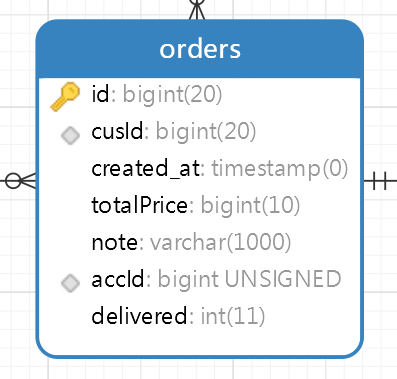 orders
id: bigint(20)
cusId: bigint(20)
created_at: timestamp(0)
totalPrice: bigint(10)
note: varchar(1000)
accId: bigint UNSIGNED
delivered: int(11)